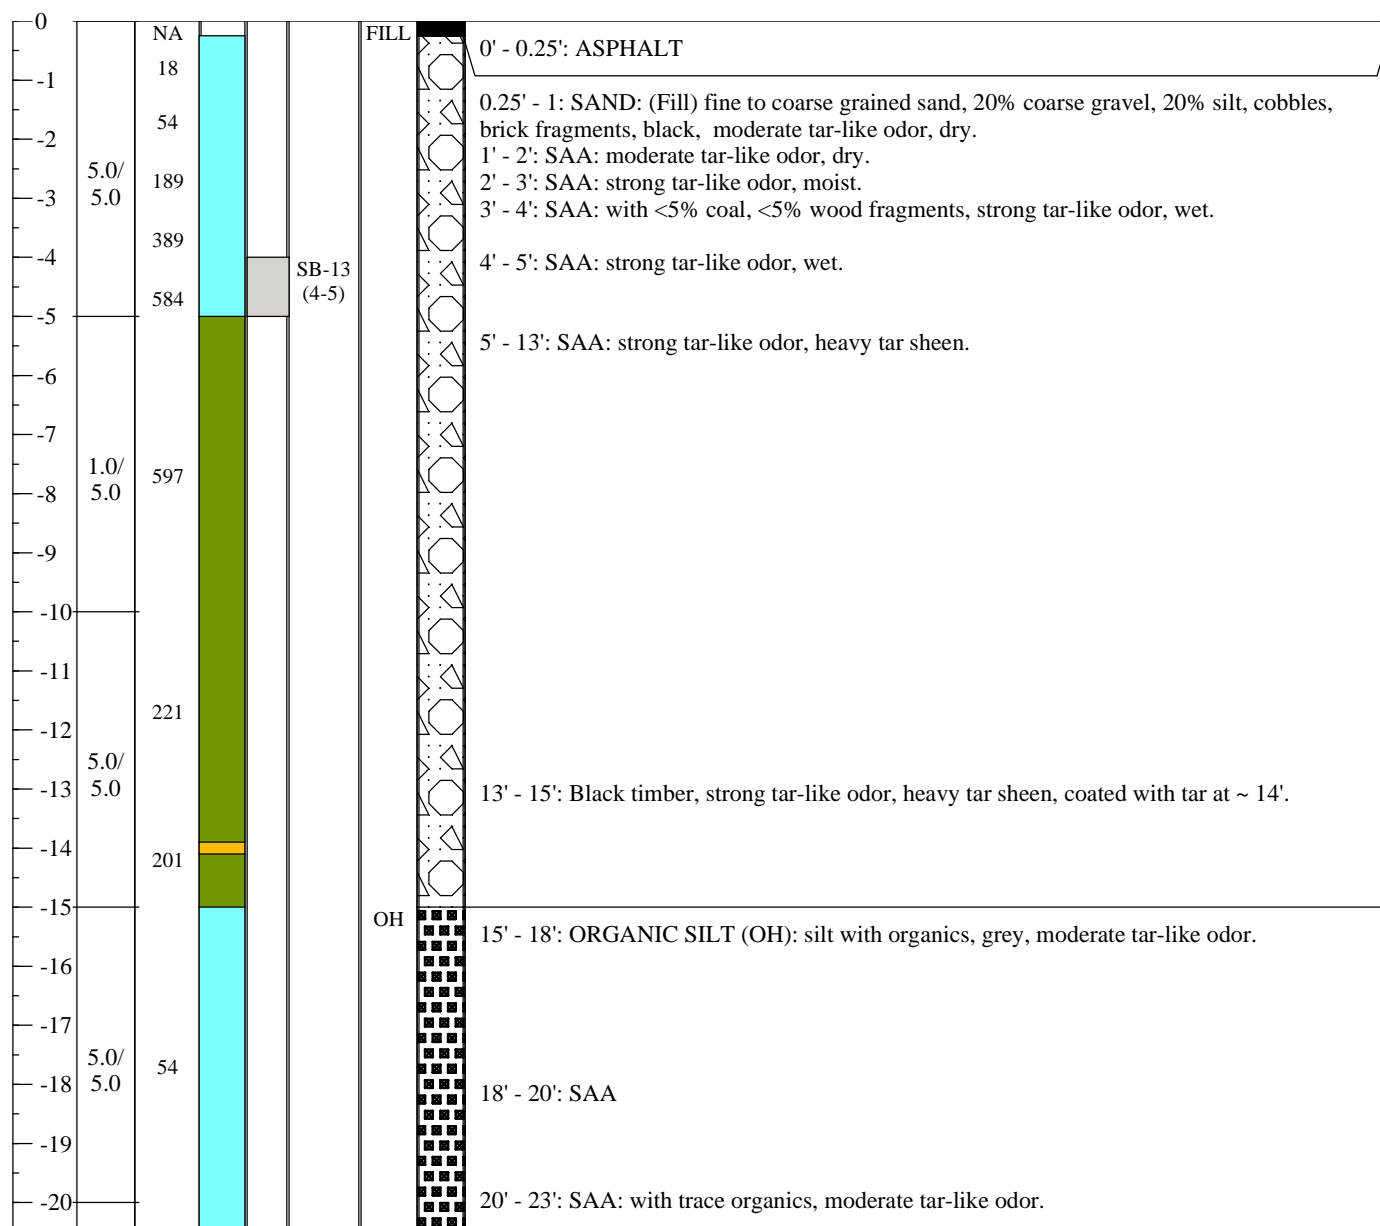 0
NA
FILL
0' - 0.25': ASPHALT
18
-1
0.25' - 1: SAND: (Fill) fine to coarse grained sand, 20% coarse gravel, 20% silt, cobbles,
54
brick fragments, black, moderate tar-like odor, dry.
-2
1' - 2': SAA: moderate tar-like odor, dry.
5.0/
5.0
189
2' - 3': SAA: strong tar-like odor, moist.
-3
3' - 4': SAA: with <5% coal, <5% wood fragments, strong tar-like odor, wet.
389
-4
4' - 5': SAA: strong tar-like odor, wet.
SB-13
(4-5)
584
-5
5' - 13': SAA: strong tar-like odor, heavy tar sheen.
-6
-7
1.0/
5.0
597
-8
-9
-10
-11
221
-12
5.0/
5.0
-13
13' - 15': Black timber, strong tar-like odor, heavy tar sheen, coated with tar at ~ 14'.
-14
201
-15
OH
15' - 18': ORGANIC SILT (OH): silt with organics, grey, moderate tar-like odor.
-16
-17
5.0/
5.0
54
-18
18' - 20': SAA
-19
-20
20' - 23': SAA: with trace organics, moderate tar-like odor.